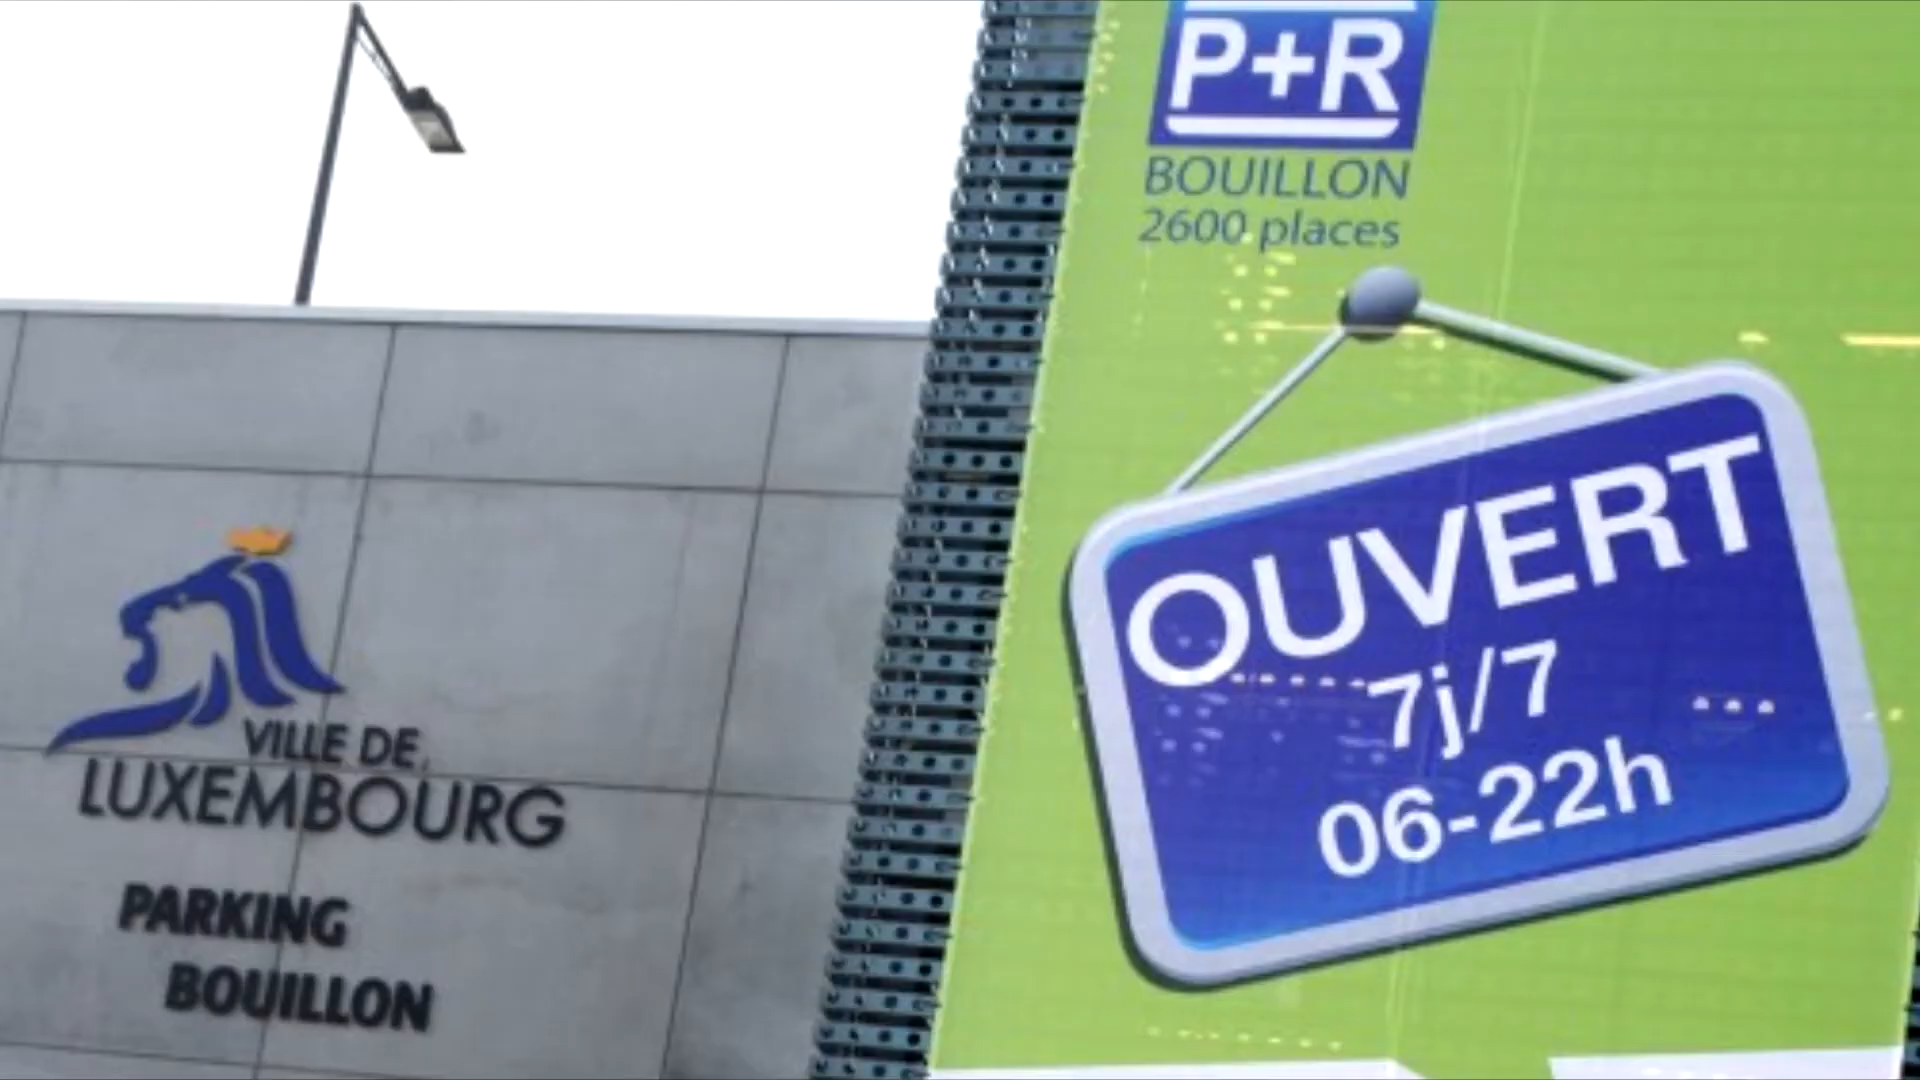 VILLE DE
LUXEMBOURG
PARKING
BOUILLON
P+R
BOUILLON
2600 places
OUVERT
7j/7
06-22h